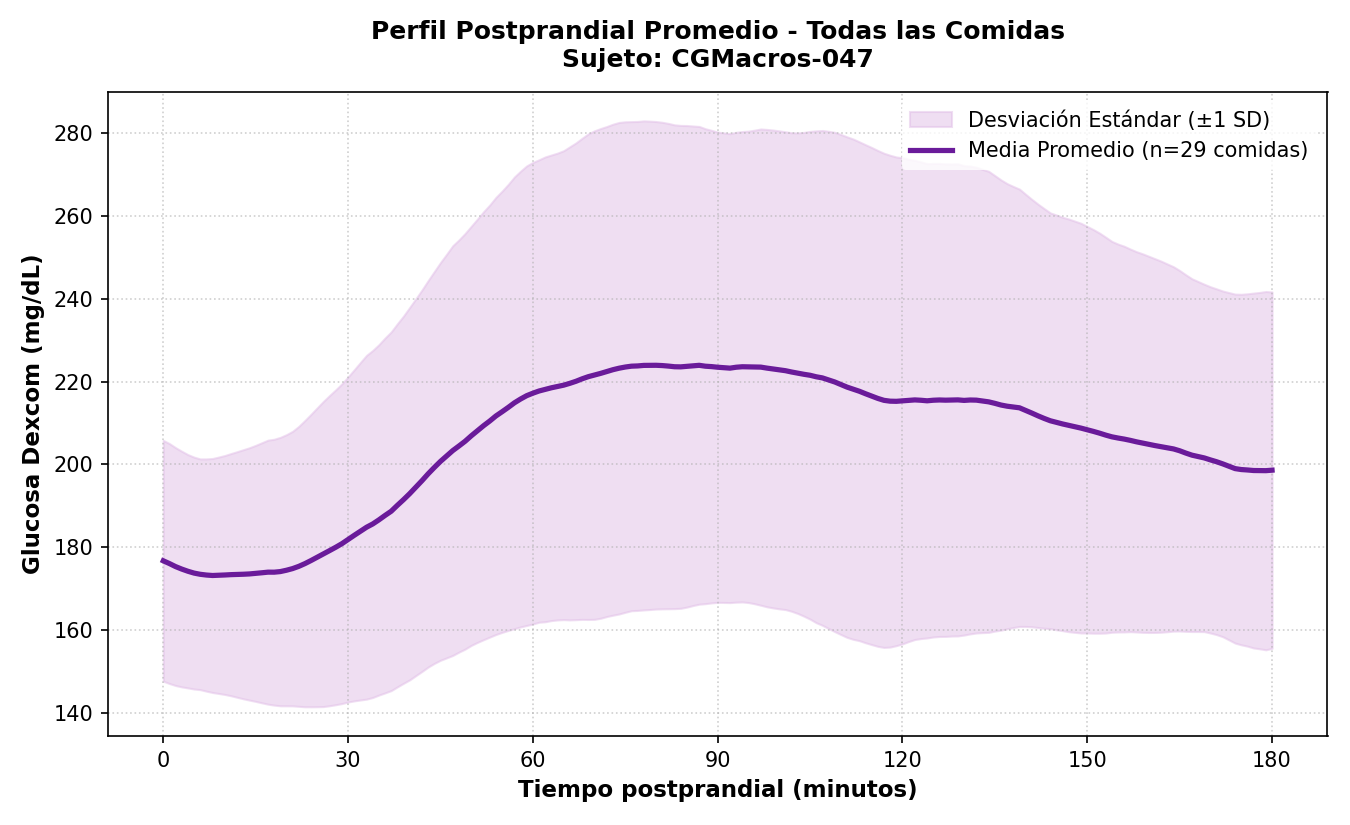 Perfil Postprandial Promedio - Todas las Comidas
Sujeto: CGMacros-047
Desviación Estándar (±1 SD)
Media Promedio (n=29 comidas)
Glucosa Dexcom (mg/dL)
280
260
240
220
200
180
160
140
0 30 60 90 120 150 180
Tiempo postprandial (minutos)